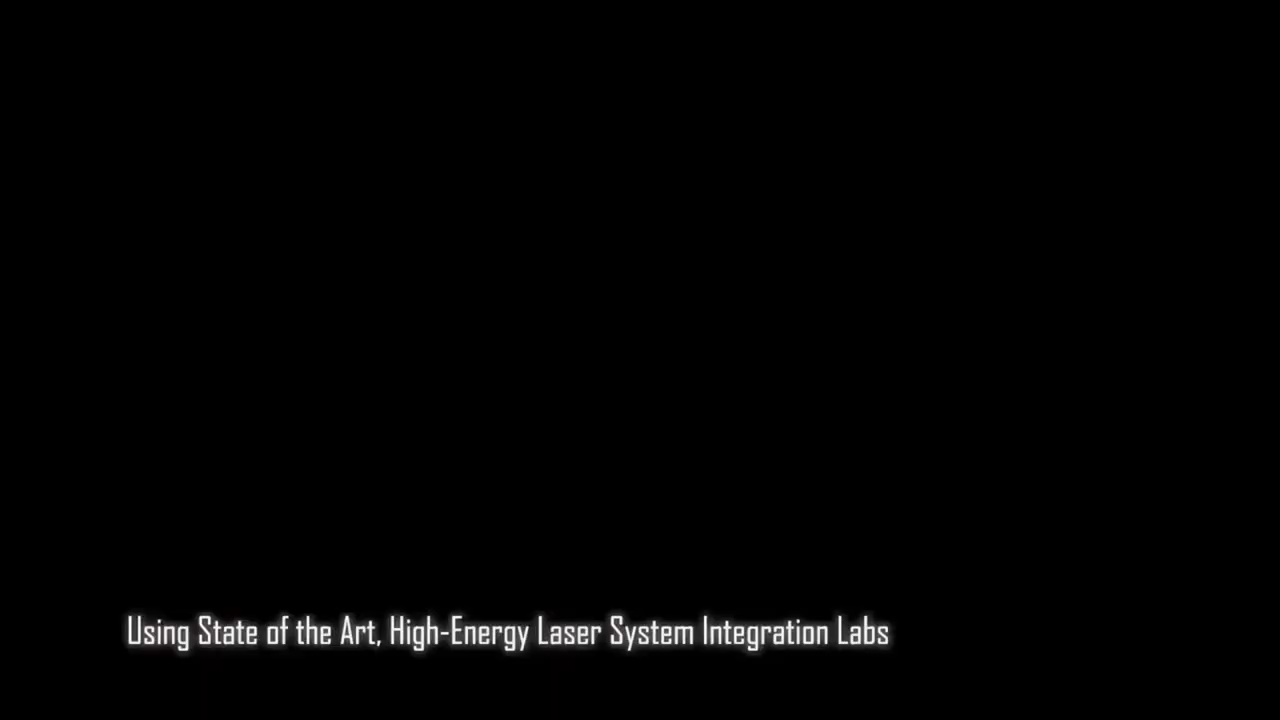 Using State of the Art, High-Energy Laser System Integration Labs